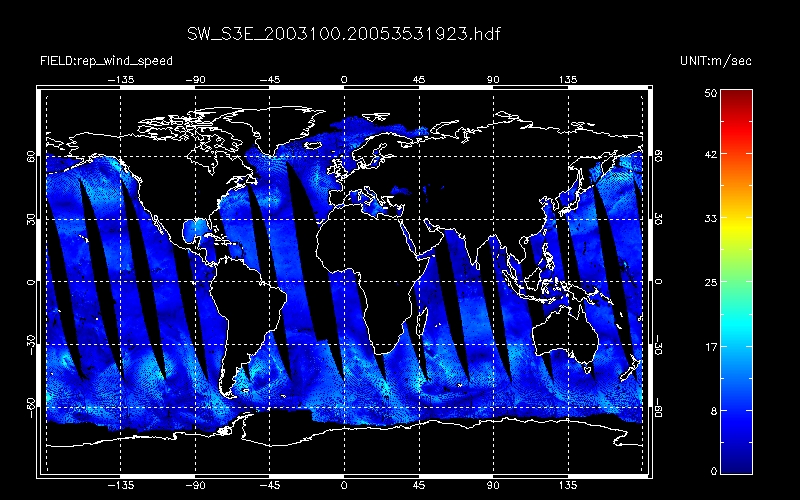 SW_S3E_2003100.20053531923.hdf
FIELD:rep_wind_speed
UNIT:m/sec
-135 -90 -45 0 45 90 135
50
42
33
25
17
8
0
60 60
30 30
0 0
-30 -30
-60 -60
-135 -90 -45 0 45 90 135